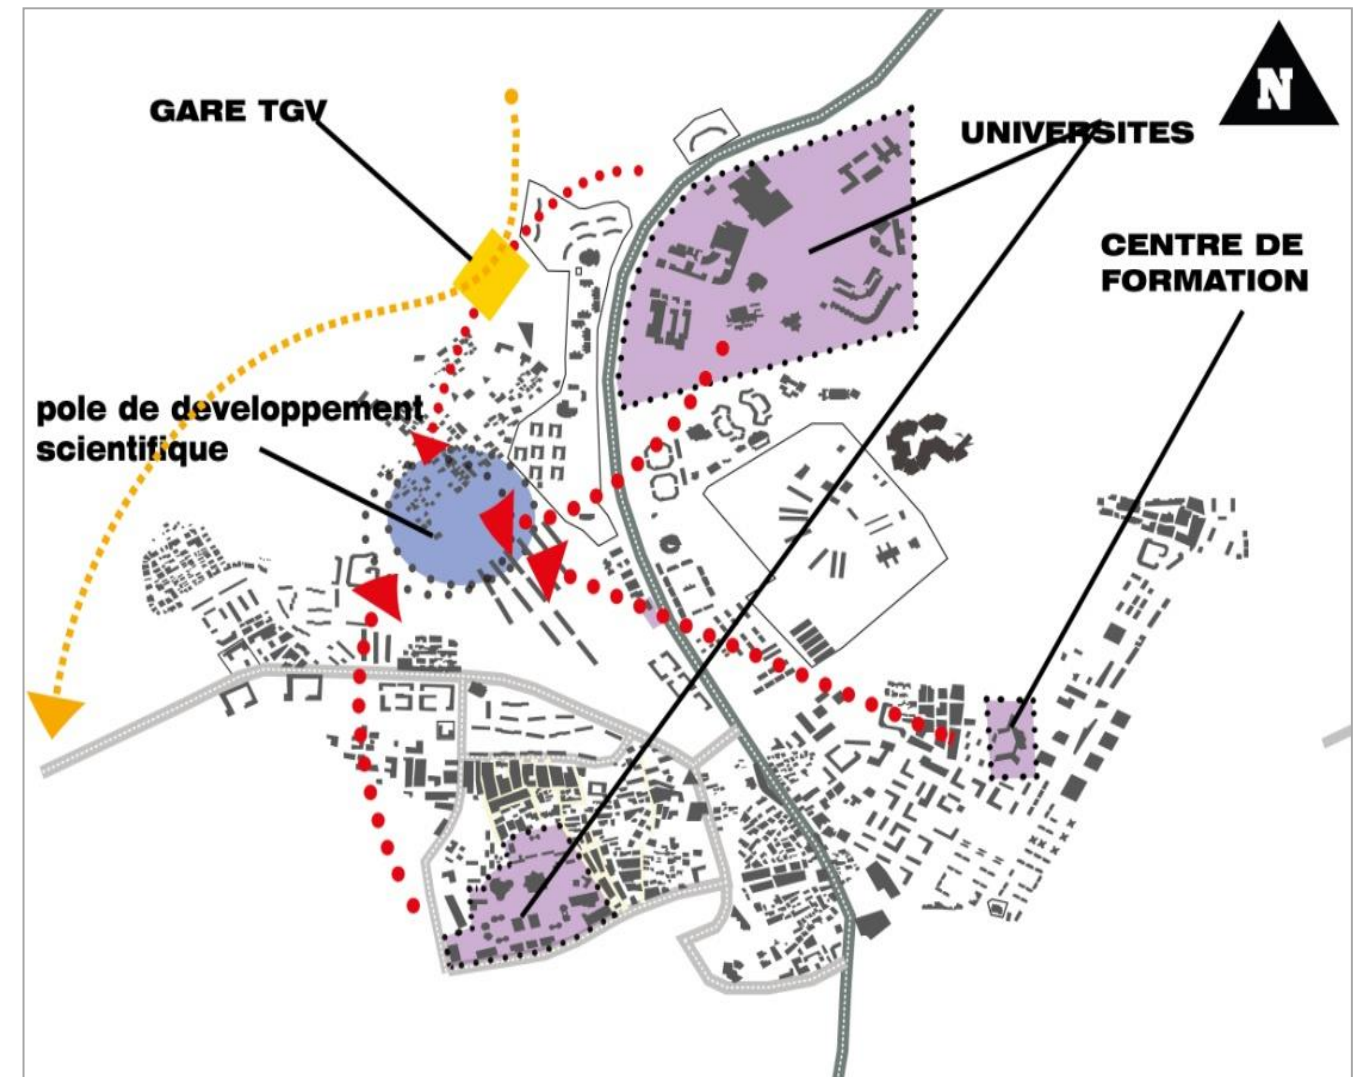 GARE TGV
N
UNIVERSITES
CENTRE DE
FORMATION
pole de developpement
scientifique